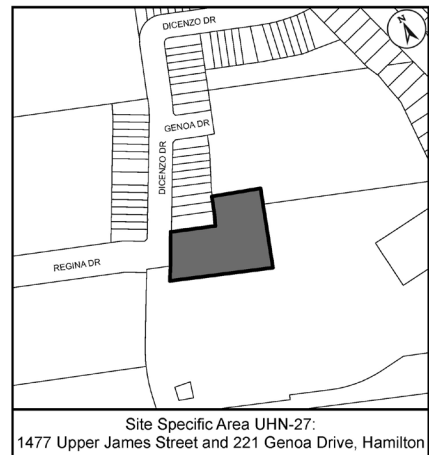 DICENZO DR
N
GENOA DR
DICENZO DR
REGINA DR
Site Specific Area UHN-27:
1477 Upper James Street and 221 Genoa Drive, Hamilton